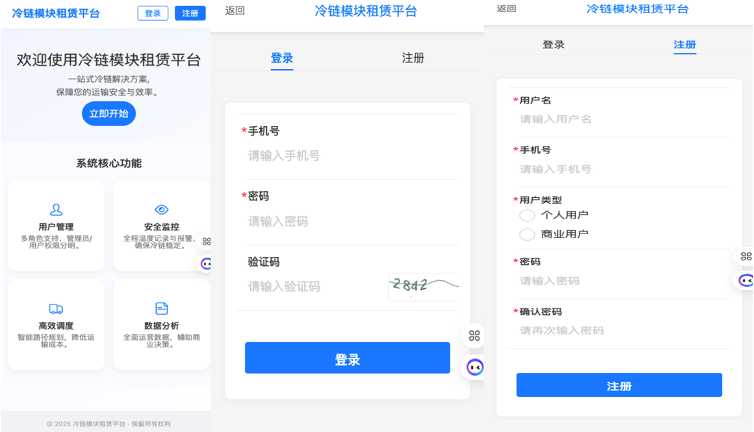 冷链模块租赁平台
登录
注册
欢迎使用冷链模块租赁平台
一站式冷链解决方案,
保障您的运输安全与效率。
立即开始
系统核心功能
用户管理
多角色支持、管理员/
用户权限分明。
安全监控
全程温度记录与报警,
确保冷链稳定。
高效调度
智能路径规划,降低运
输成本。
数据分析
全面运营数据,辅助商
业决策。
© 2025 冷链模块租赁平台 · 保留所有权利
返回
冷链模块租赁平台
登录
注册
*手机号
请输入手机号
*密码
请输入密码
验证码
请输入验证码
2842
登录
返回
冷链模块租赁平台
登录
注册
*用户名
请输入用户名
*手机号
请输入手机号
*用户类型
个人用户
商业用户
*密码
请输入密码
*确认密码
请再次输入密码
注册